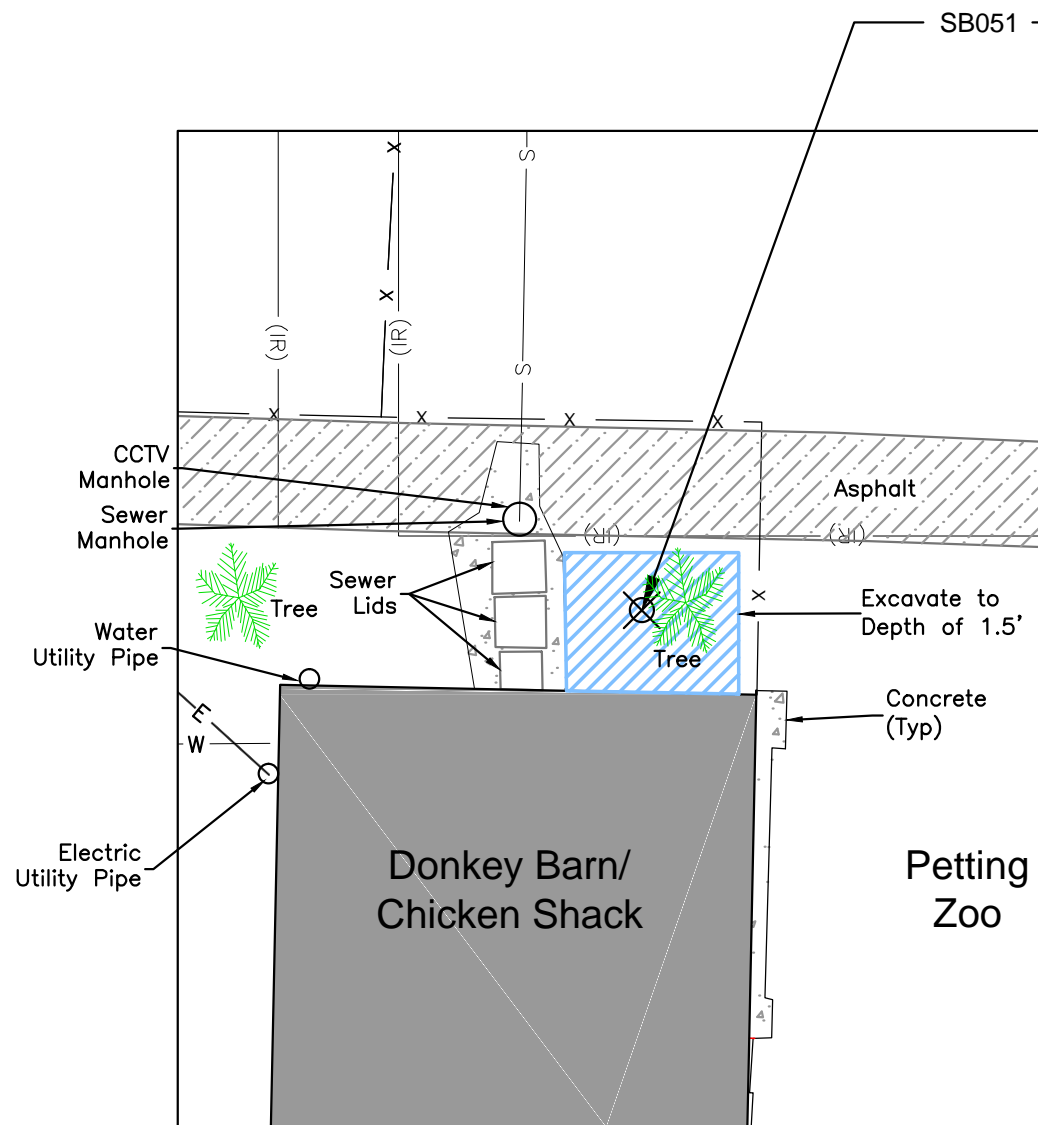 SB051
X
S
X
(IR)
(IR)
S
X
X
X
X
CCTV
Manhole
Asphalt
Sewer
Manhole
(IR)
(IR)
Sewer
Lids
X
Tree
Excavate to
Depth of 1.5'
Water
Utility Pipe
Tree
Concrete
(Typ)
E
W
Electric
Utility Pipe
Donkey Barn/
Chicken Shack
Petting
Zoo